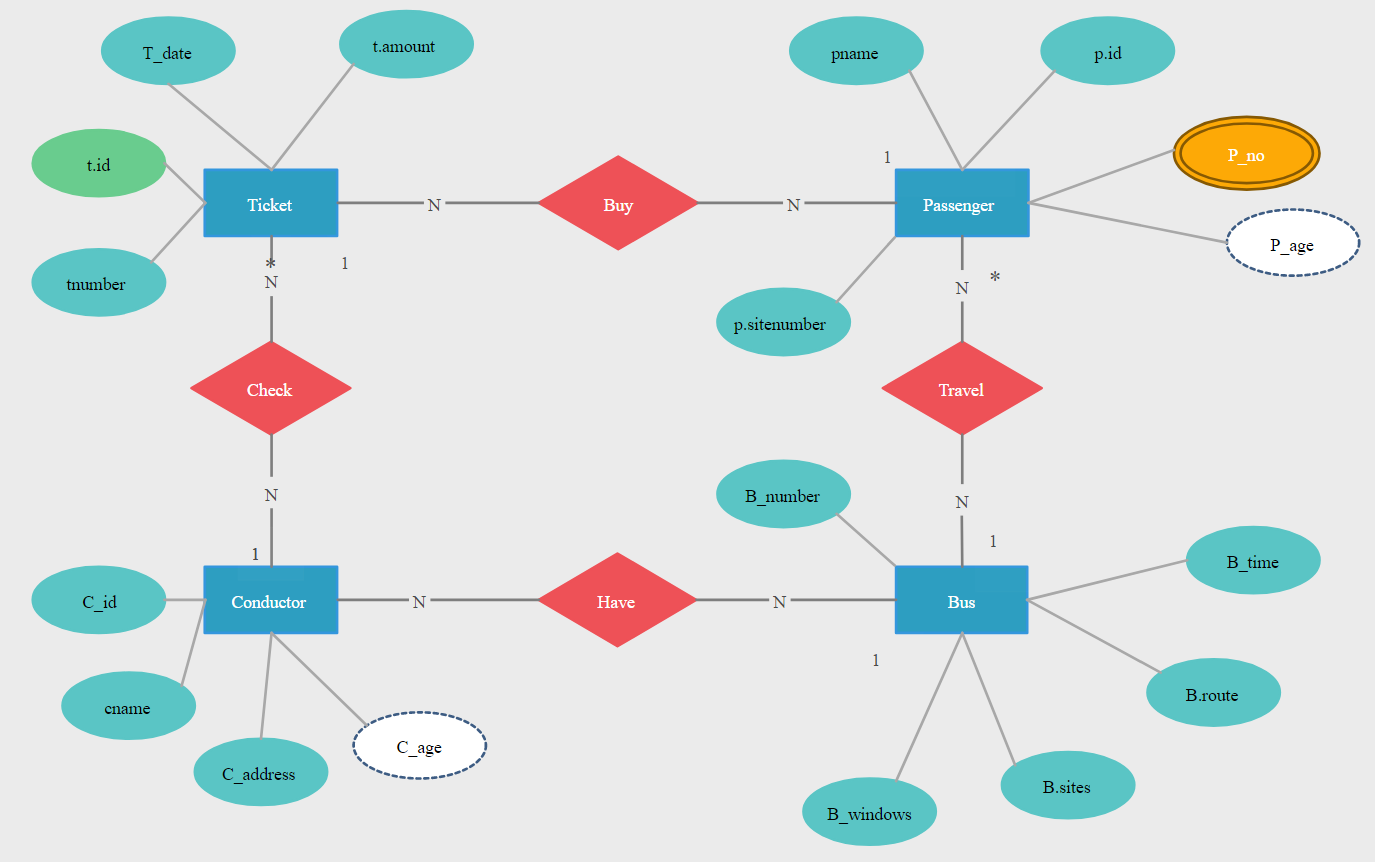 T_date
t.amount
pname
p.id
t.id
1
P_no
Ticket
N
Buy
N
Passenger
P_age
*
1
N
tnumber
*
N
p.sitenumber
Check
Travel
N
B_number
N
1
1
B_time
C_id
Conductor
N
Have
N
Bus
1
B.route
cname
C_age
C_address
B.sites
B_windows